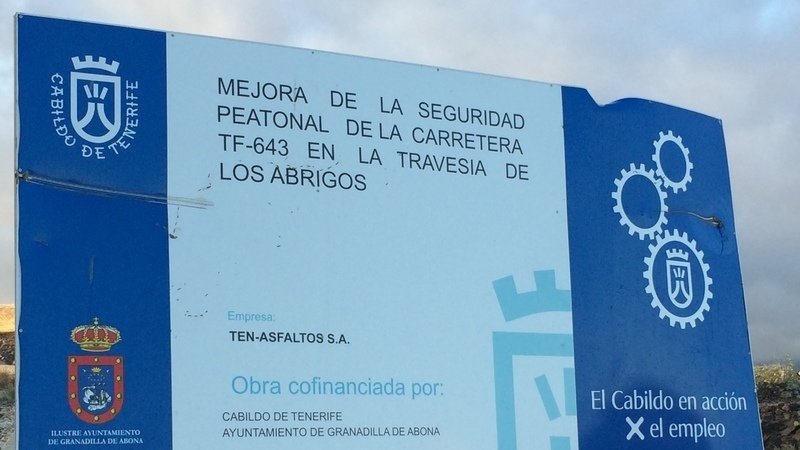 CABILDO DE TENERIFE
MEJORA DE LA SEGURIDAD
PEATONAL DE LA CARRETERA
TF-643 EN LA TRAVESIA DE
LOS ABRIGOS
Empresa:
TEN-ASFALTOS S.A.
Obra cofinanciada por:
CABILDO DE TENERIFE
AYUNTAMIENTO DE GRANADILLA DE ABONA
ILUSTRE AYUNTAMIENTO
DE GRANADILLA DE ABONA
El Cabildo en acción
X el empleo